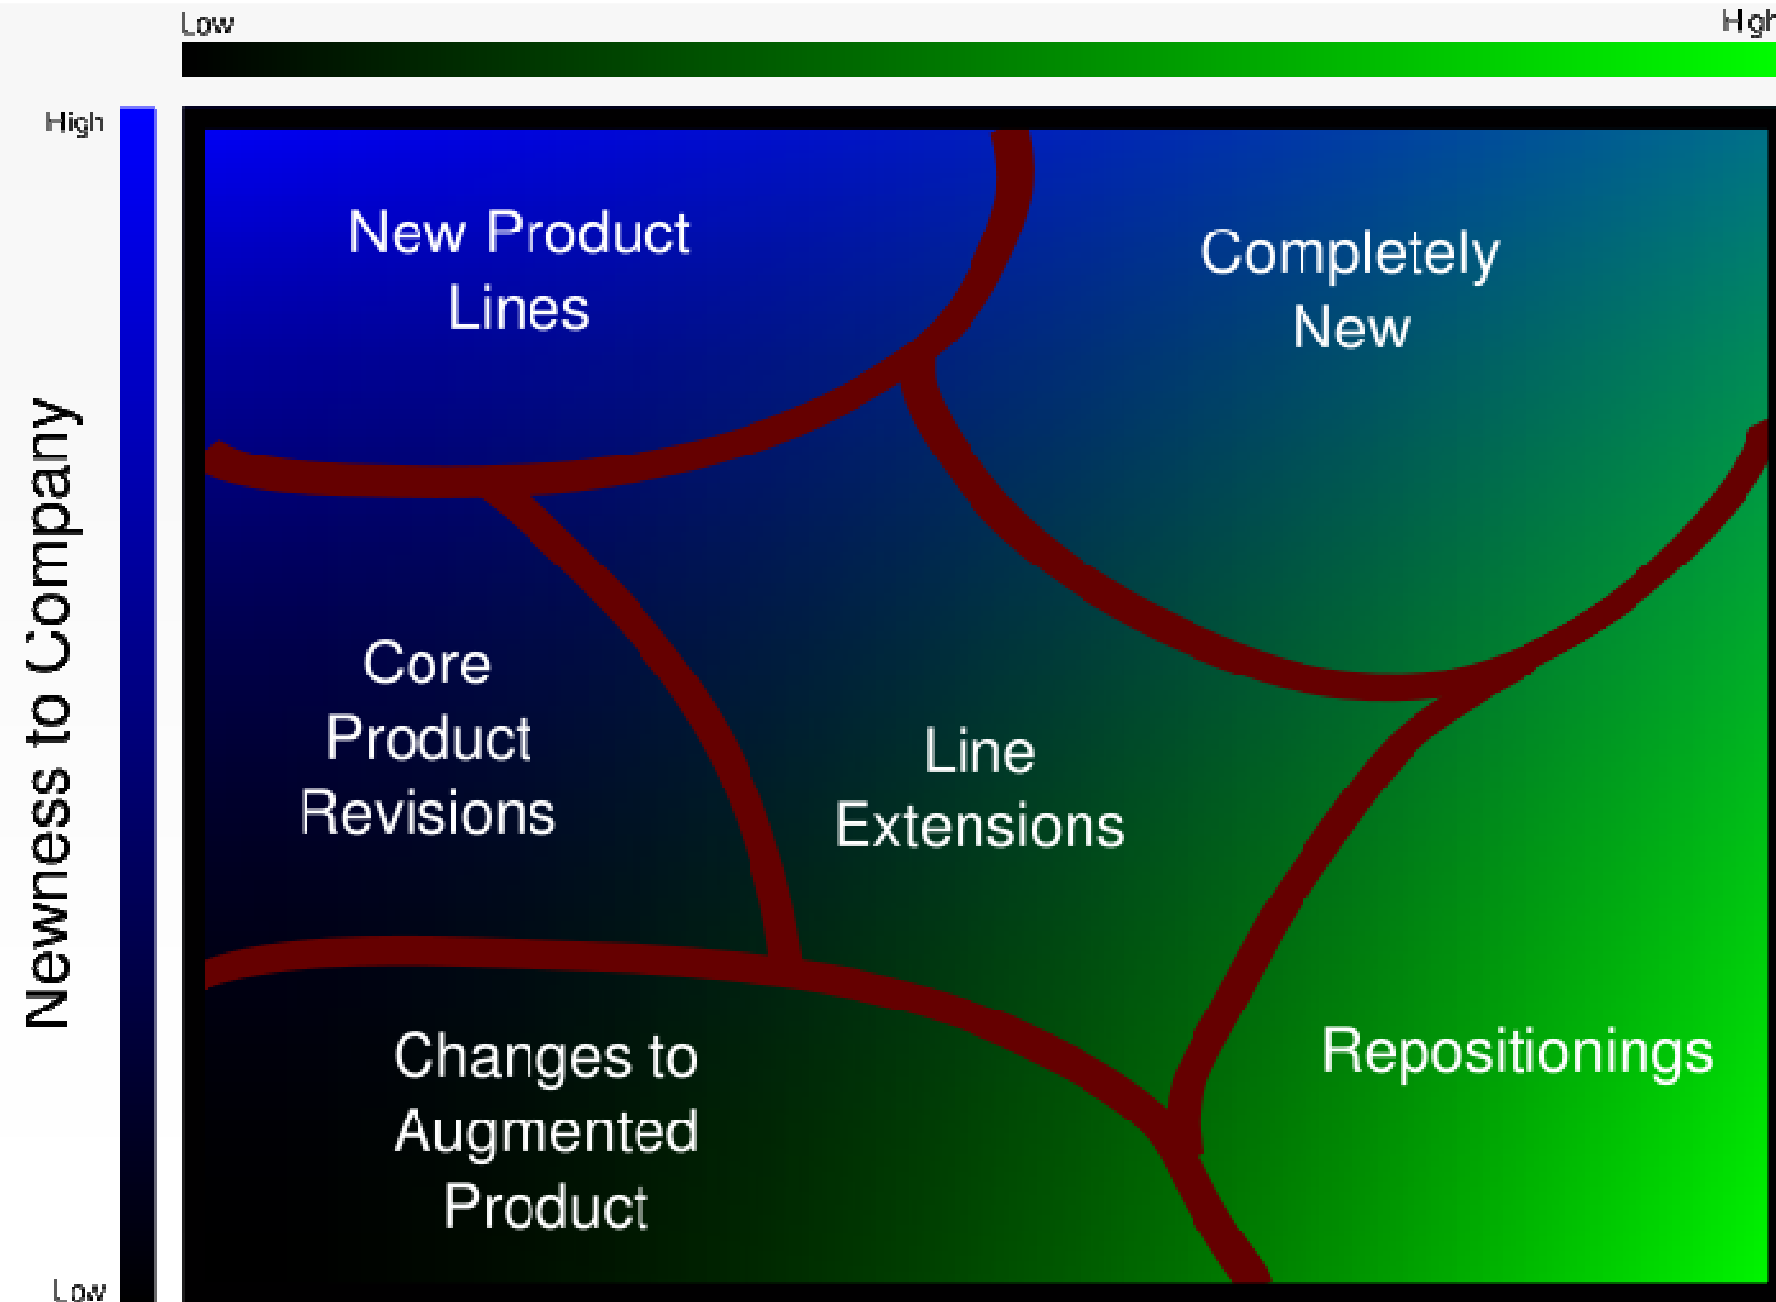 Low
High
High
New Product
Lines
Completely
New
Newness to Company
Core
Product
Revisions
Line
Extensions
Changes to
Augmented
Product
Repositionings
Low